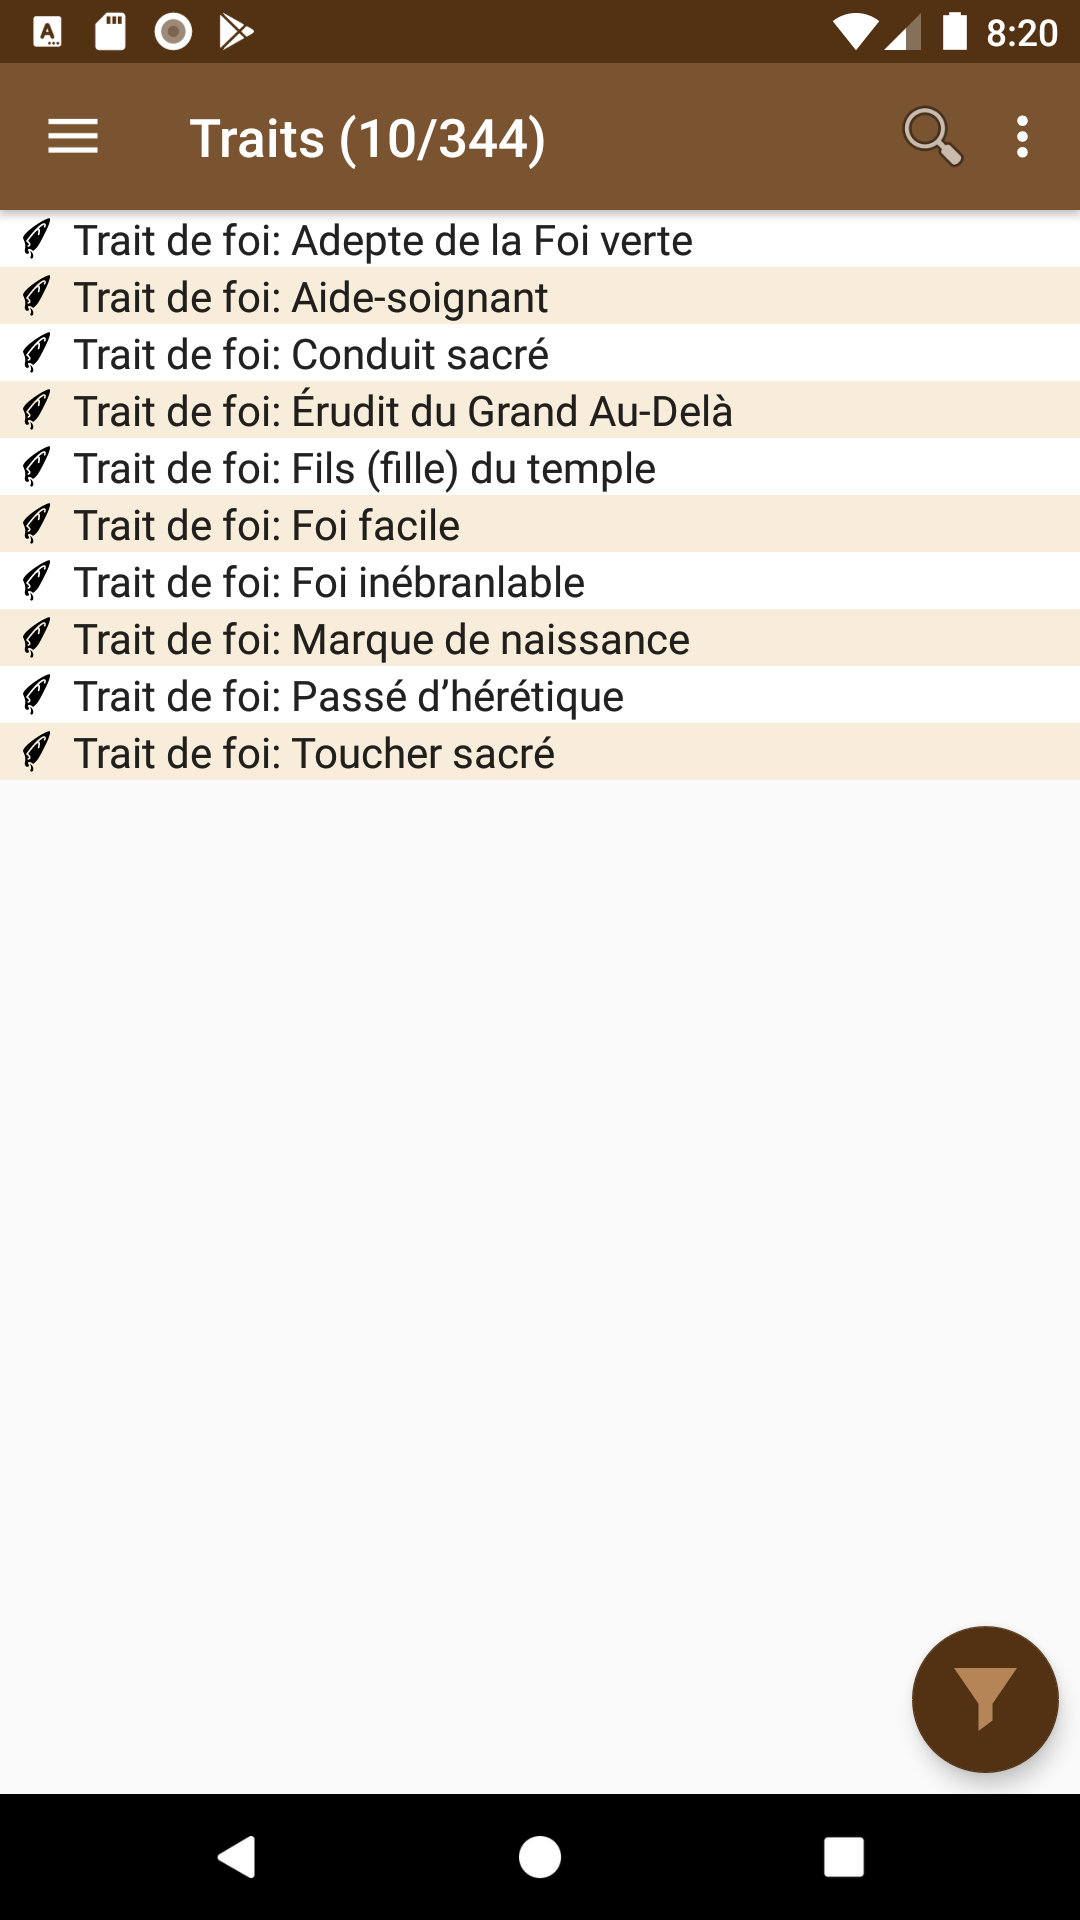 8:20
Traits (10/344)
Trait de foi: Adepte de la Foi verte
Trait de foi: Aide-soignant
Trait de foi: Conduit sacré
Trait de foi: Érudit du Grand Au-Delà
Trait de foi: Fils (fille) du temple
Trait de foi: Foi facile
Trait de foi: Foi inébranlable
Trait de foi: Marque de naissance
Trait de foi: Passé d’hérétique
Trait de foi: Toucher sacré